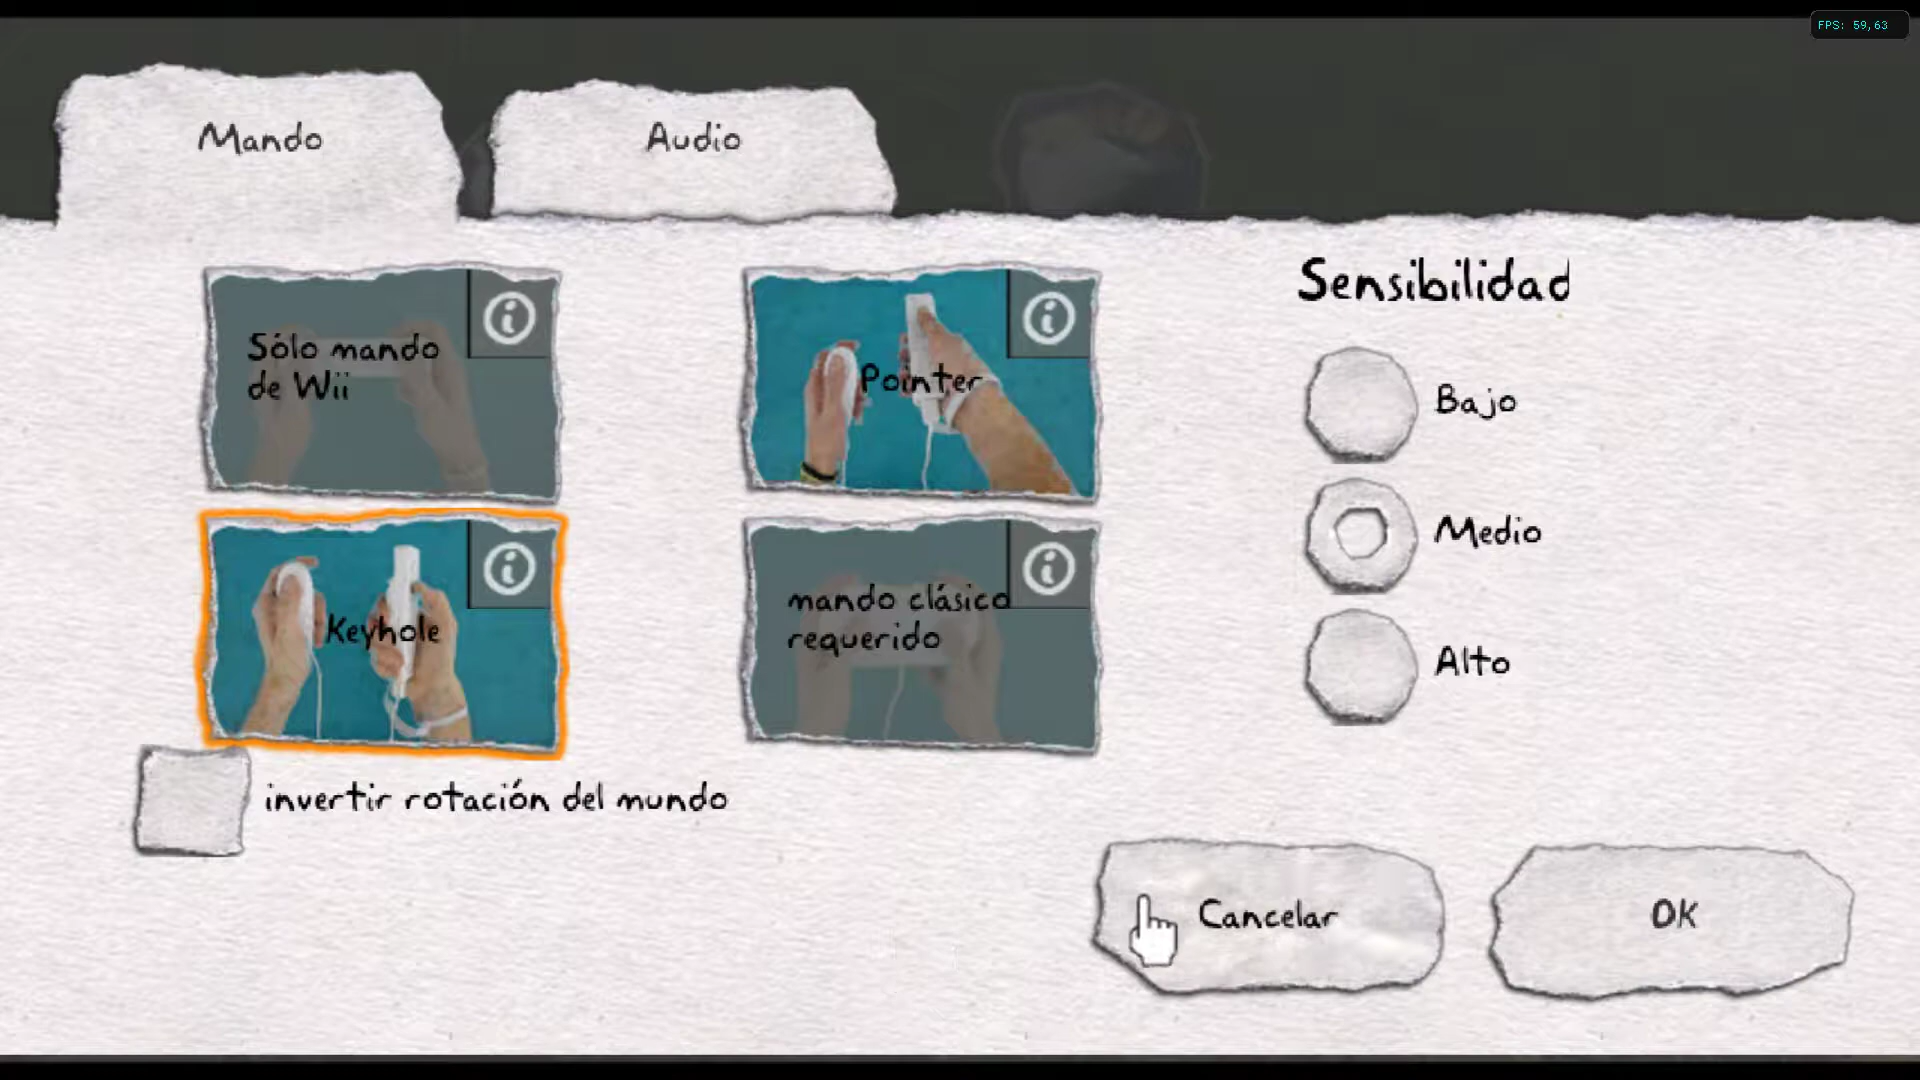 FPS: 59,63
Mando
Audio
Sólo mando
de Wii
Pointer
Keyhole
mando clásico
requerido
Sensibilidad
Bajo
Medio
Alto
invertir rotación del mundo
Cancelar
OK